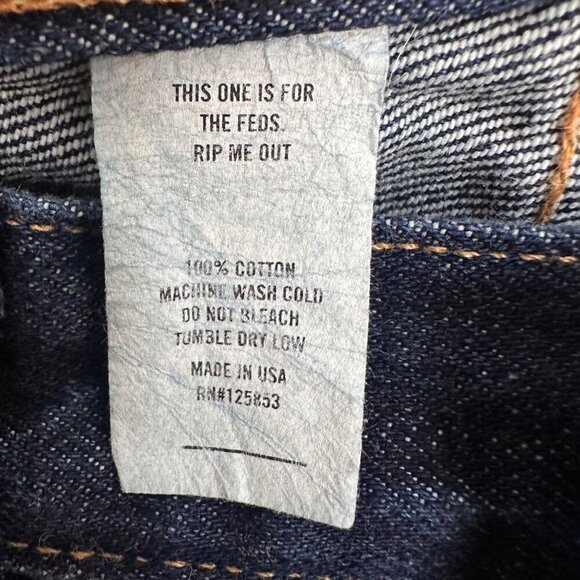 THIS ONE IS FOR
THE FEDS.
RIP ME OUT
100% COTTON
MACHINE WASH COLD
DO NOT BLEACH
TUMBLE DRY LOW
MADE IN USA
RN#125853